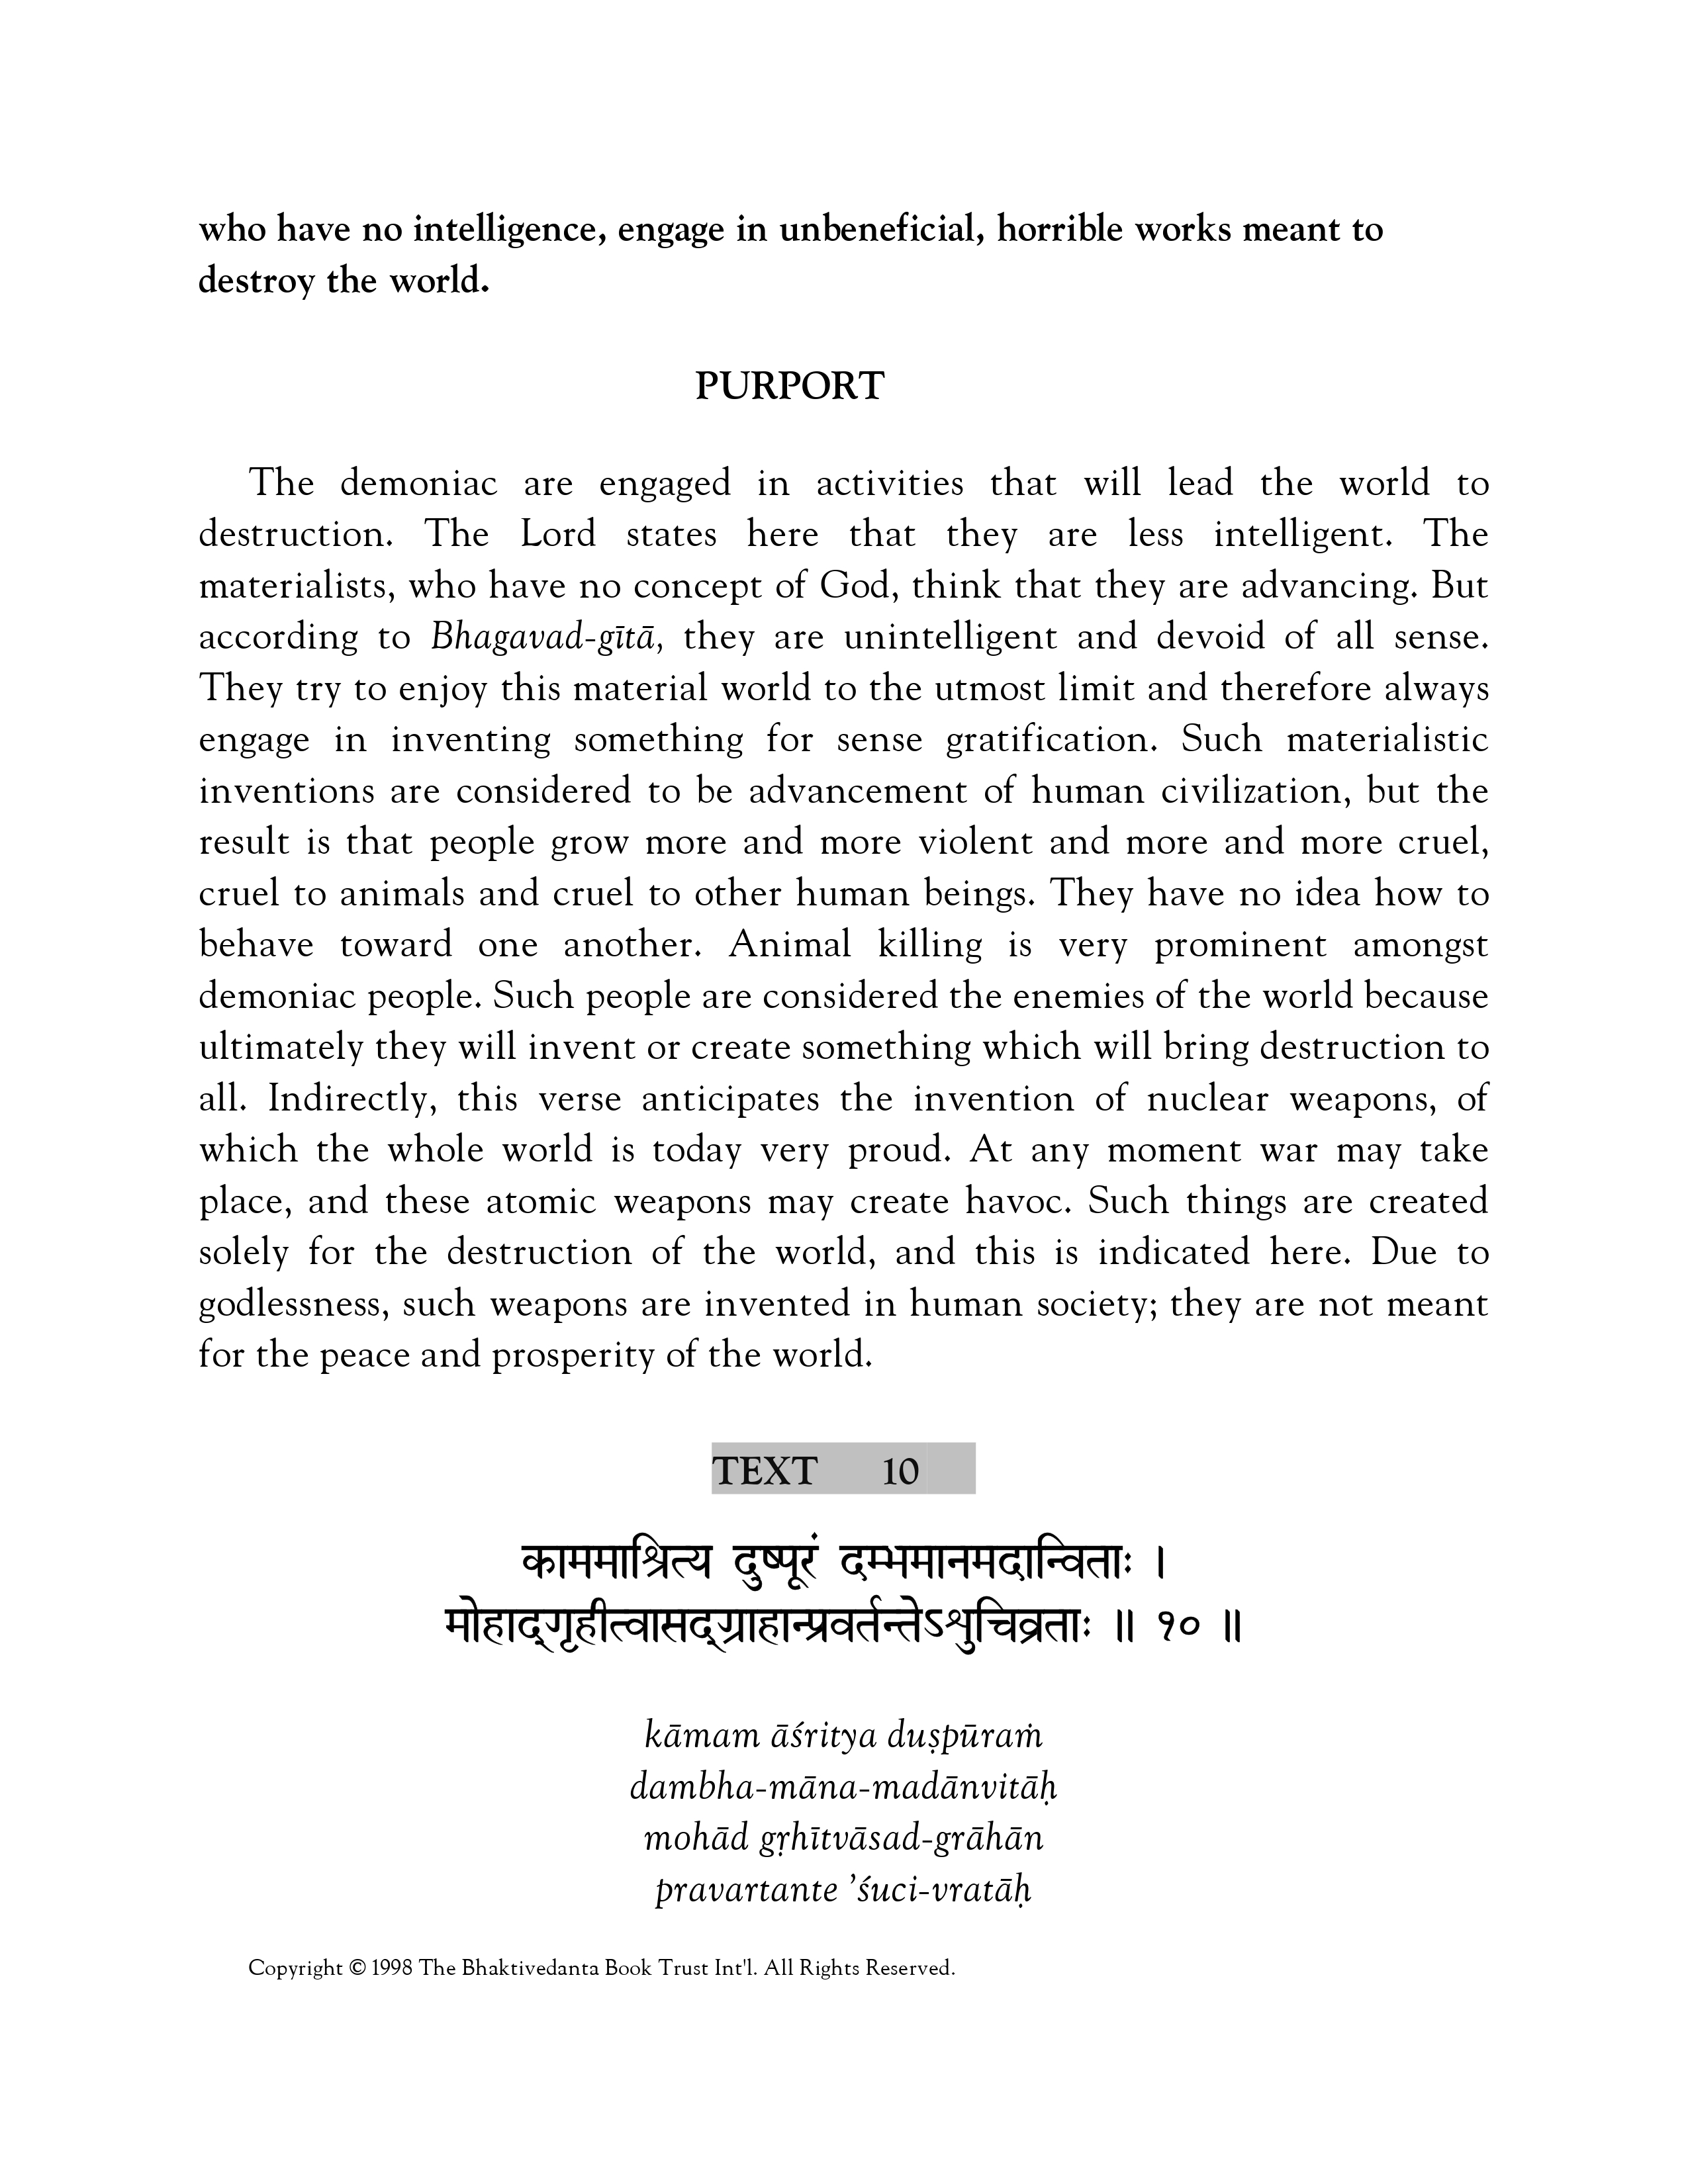 who have no intelligence, engage in unbeneficial, horrible works meant to
destroy the world.
PURPORT
The demoniac are engaged in activities that will lead the world to
destruction. The Lord states here that they are less intelligent. The
materialists, who have no concept of God, think that they are advancing. But
according to Bhagavad-gītā, they are unintelligent and devoid of all sense.
They try to enjoy this material world to the utmost limit and therefore always
engage in inventing something for sense gratification. Such materialistic
inventions are considered to be advancement of human civilization, but the
result is that people grow more and more violent and more and more cruel,
cruel to animals and cruel to other human beings. They have no idea how to
behave toward one another. Animal killing is very prominent amongst
demoniac people. Such people are considered the enemies of the world because
ultimately they will invent or create something which will bring destruction to
all. Indirectly, this verse anticipates the invention of nuclear weapons, of
which the whole world is today very proud. At any moment war may take
place, and these atomic weapons may create havoc. Such things are created
solely for the destruction of the world, and this is indicated here. Due to
godlessness, such weapons are invented in human society; they are not meant
for the peace and prosperity of the world.
TEXT 10
काममाश्रित्य दुष्पूरं दम्भमानमदान्विताः ।
मोहाद्‍गृहीत्वासद्‍ग्राहान्प्रवर्तन्तेऽश‍ुचिव्रताः ॥ १० ॥
kāmam āśritya duṣpūraṁ
dambha-māna-madānvitāḥ
mohād gṛhītvāsad-grāhān
pravartante ’śuci-vratāḥ
Copyright © 1998 The Bhaktivedanta Book Trust Int'l. All Rights Reserved.